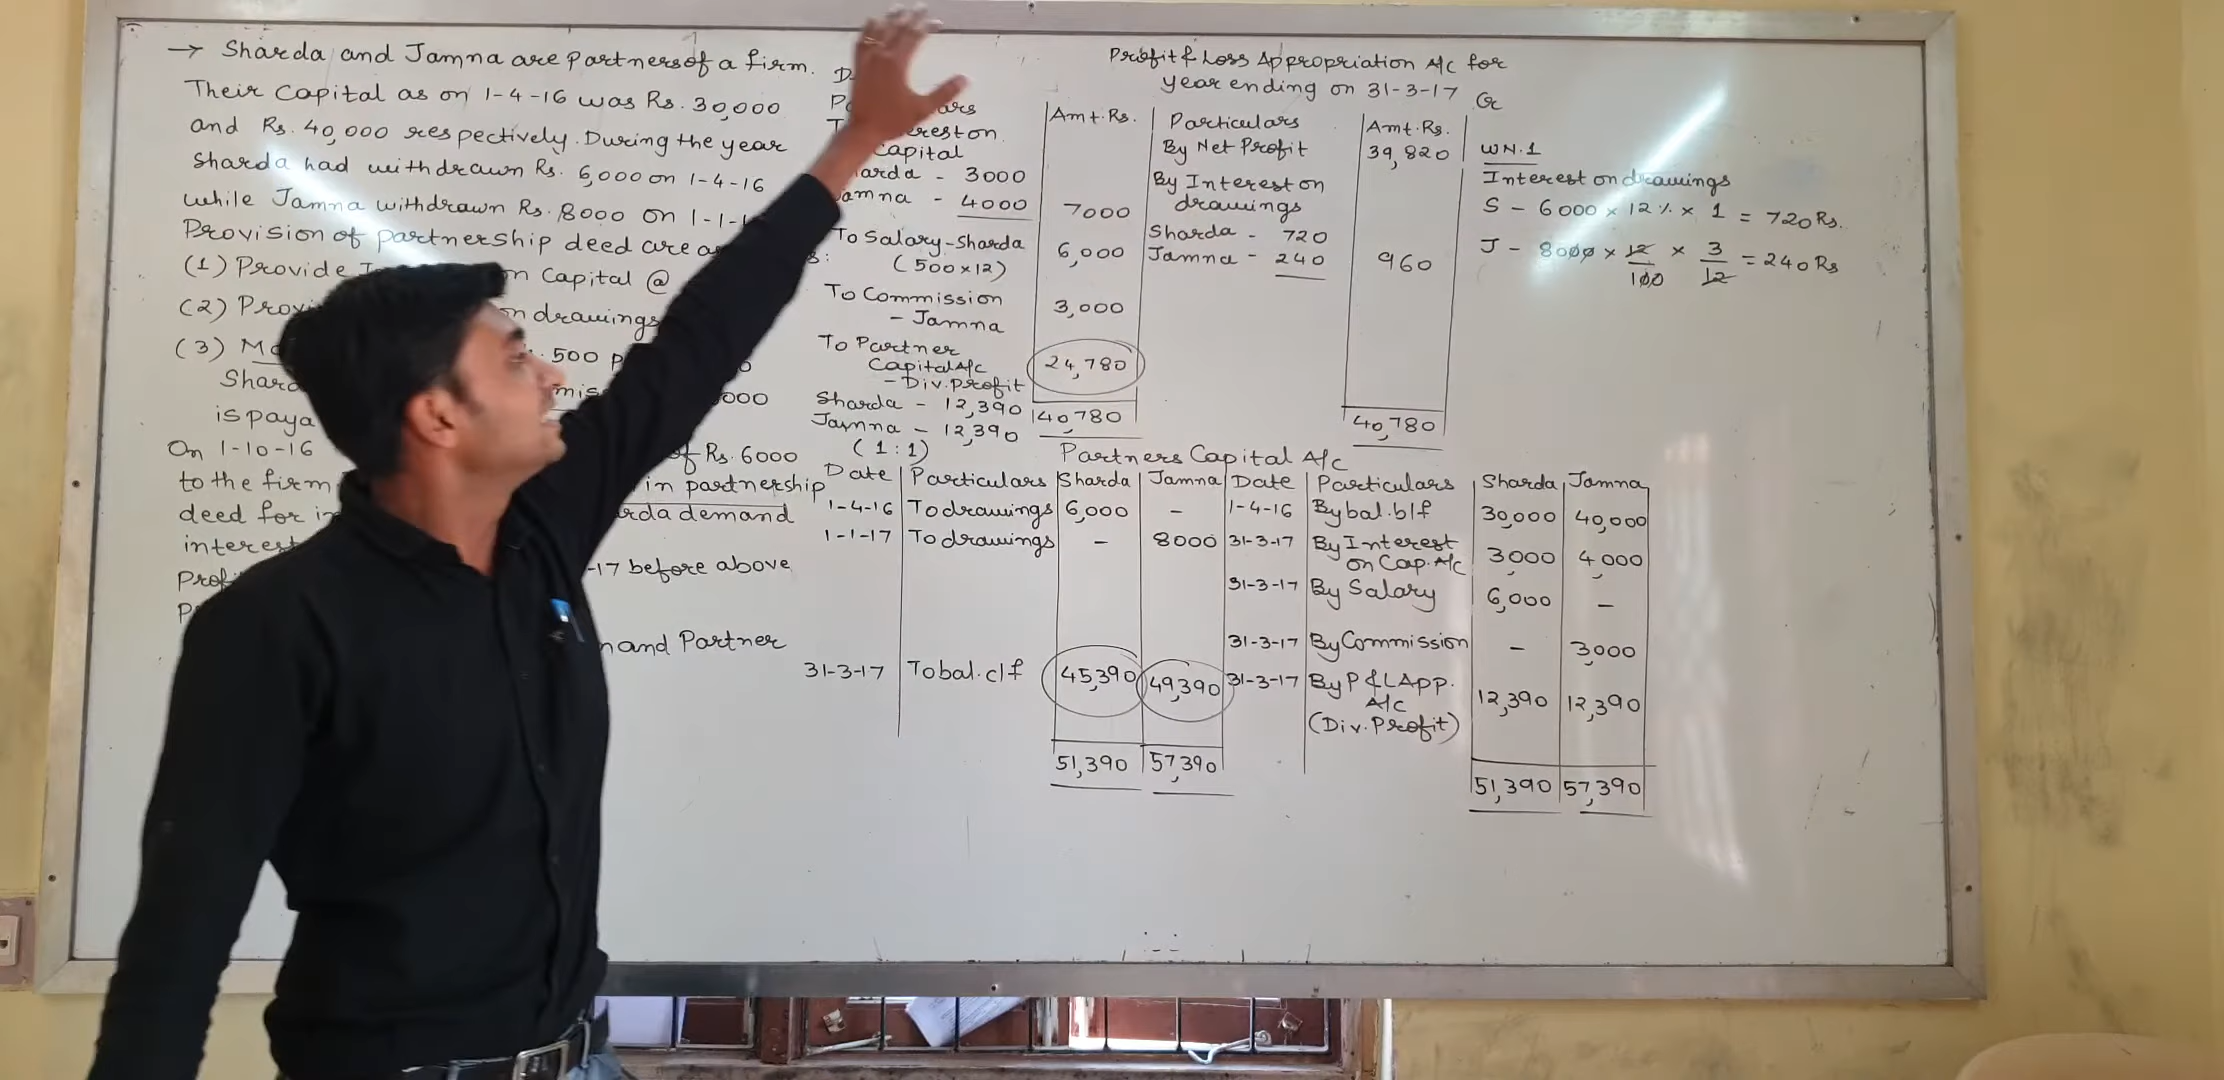 → Sharda and Jamna are partners of a firm.
Their Capital as on 1-4-16 was Rs. 30,000
and Rs. 40,000 respectively. During the year
Sharda had withdrawn Rs. 6,000 on 1-4-16
while Jamna withdrawn Rs. 8000 on 1-1-1
Provision of partnership deed are
(1) Provide on Capital @
(2) on drawings
(3) 500
000
is
On 1-10-16 of Rs. 6000
to the firm in partnership
deed for demand
interest
-17 before above
and Partner
Profit & Loss Appropriation A/c for
year ending on 31-3-17 Cr
Amt. Rs. Particulars Amt. Rs.
By Net Profit 39,820
Capital
- 3000 By Interest on
- 4000 7000 drawings
To Salary-Sharda 6,000 Sharda - 720
(500×12) Jamna - 240 960
To Commission 3,000
- Jamna
To Partner
Capital A/c 24,780
- Div. Profit
Sharda - 12,390 40,780 40,780
Jamna - 12,390
(1:1)
WN.1
Interest on drawings
S - 6000 × 12% × 1 = 720 Rs.
J - 8000 × 12/100 × 3/12 = 240 Rs
Partners Capital A/c
Date Particulars Sharda Jamna Date Particulars Sharda Jamna
1-4-16 To drawings 6,000 - 1-4-16 By bal. b/f 30,000 40,000
1-1-17 To drawings - 8000 31-3-17 By Interest 3,000 4,000
on Cap. A/c
31-3-17 By Salary 6,000 -
31-3-17 By Commission - 3,000
31-3-17 To bal. c/f 45,390 49,390 31-3-17 By P & L App. 12,390 12,390
A/c
(Div. Profit)
51,390 57,390 51,390 57,390